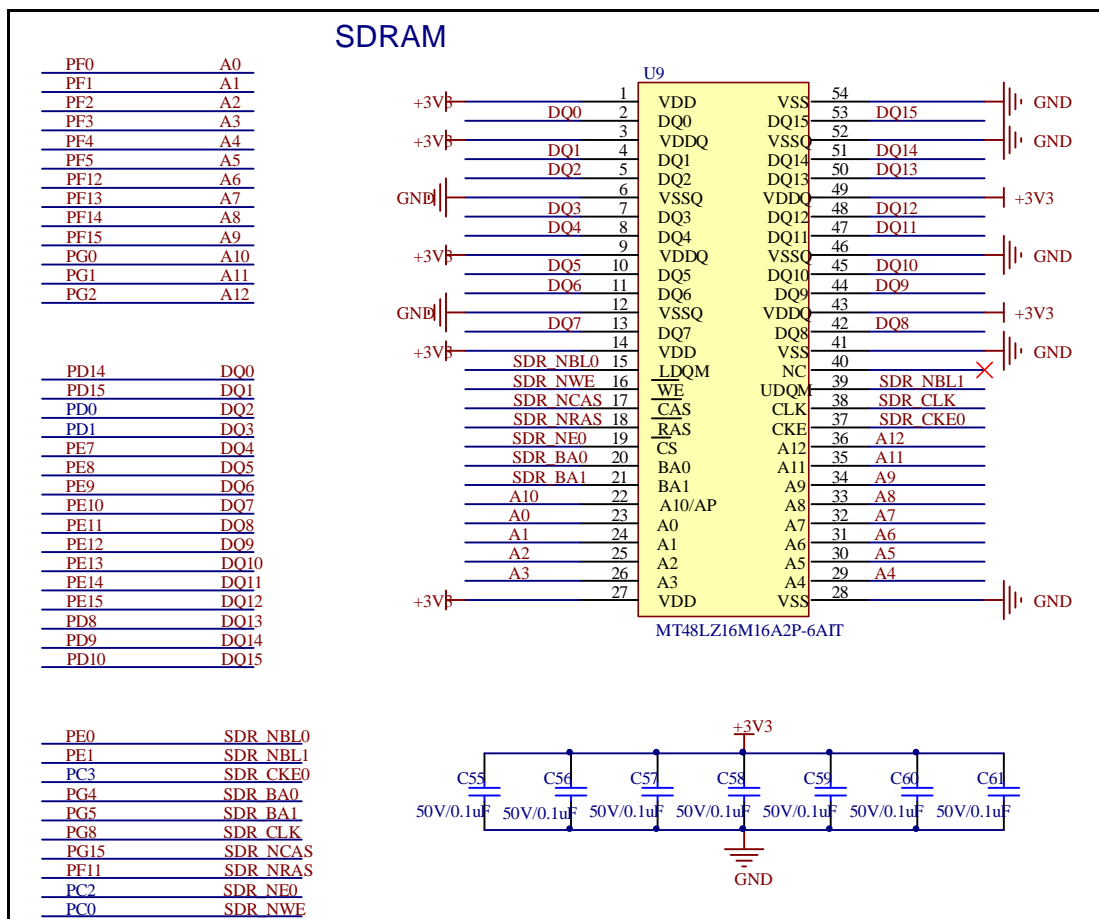 SDRAM
PF0 A0
PF1 A1
PF2 A2
PF3 A3
PF4 A4
PF5 A5
PF12 A6
PF13 A7
PF14 A8
PF15 A9
PG0 A10
PG1 A11
PG2 A12
PD14 DQ0
PD15 DQ1
PD0 DQ2
PD1 DQ3
PE7 DQ4
PE8 DQ5
PE9 DQ6
PE10 DQ7
PE11 DQ8
PE12 DQ9
PE13 DQ10
PE14 DQ11
PE15 DQ12
PD8 DQ13
PD9 DQ14
PD10 DQ15
PE0 SDR_NBL0
PE1 SDR_NBL1
PC3 SDR_CKE0
PG4 SDR_BA0
PG5 SDR_BA1
PG8 SDR_CLK
PG15 SDR_NCAS
PF11 SDR_NRAS
PC2 SDR_NE0
PC0 SDR_NWE
U9
+3V3 1 VDD VSS 54 GND
DQ0 2 DQ0 DQ15 53 DQ15
+3V3 3 VDDQ VSSQ 52 GND
DQ1 4 DQ1 DQ14 51 DQ14
DQ2 5 DQ2 DQ13 50 DQ13
GND 6 VSSQ VDDQ 49 +3V3
DQ3 7 DQ3 DQ12 48 DQ12
DQ4 8 DQ4 DQ11 47 DQ11
+3V3 9 VDDQ VSSQ 46 GND
DQ5 10 DQ5 DQ10 45 DQ10
DQ6 11 DQ6 DQ9 44 DQ9
GND 12 VSSQ VDDQ 43 +3V3
DQ7 13 DQ7 DQ8 42 DQ8
+3V3 14 VDD VSS 41 GND
SDR_NBL0 15 LDQM NC 40
SDR_NWE 16 WE UDQM 39 SDR_NBL1
SDR_NCAS 17 CAS CLK 38 SDR_CLK
SDR_NRAS 18 RAS CKE 37 SDR_CKE0
SDR_NE0 19 CS A12 36 A12
SDR_BA0 20 BA0 A11 35 A11
SDR_BA1 21 BA1 A9 34 A9
A10 22 A10/AP A8 33 A8
A0 23 A0 A7 32 A7
A1 24 A1 A6 31 A6
A2 25 A2 A5 30 A5
A3 26 A3 A4 29 A4
+3V3 27 VDD VSS 28 GND
MT48LZ16M16A2P-6AIT
+3V3
C55 C56 C57 C58 C59 C60 C61
50V/0.1uF 50V/0.1uF 50V/0.1uF 50V/0.1uF 50V/0.1uF 50V/0.1uF 50V/0.1uF
GND